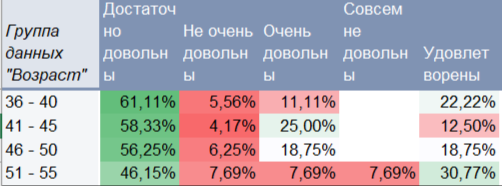 Группа данных "Возраст" Достаточно довольны Не очень довольны Очень довольны Совсем не довольны Удовлетворены
36 - 40 61,11% 5,56% 11,11% 22,22%
41 - 45 58,33% 4,17% 25,00% 12,50%
46 - 50 56,25% 6,25% 18,75% 18,75%
51 - 55 46,15% 7,69% 7,69% 7,69% 30,77%